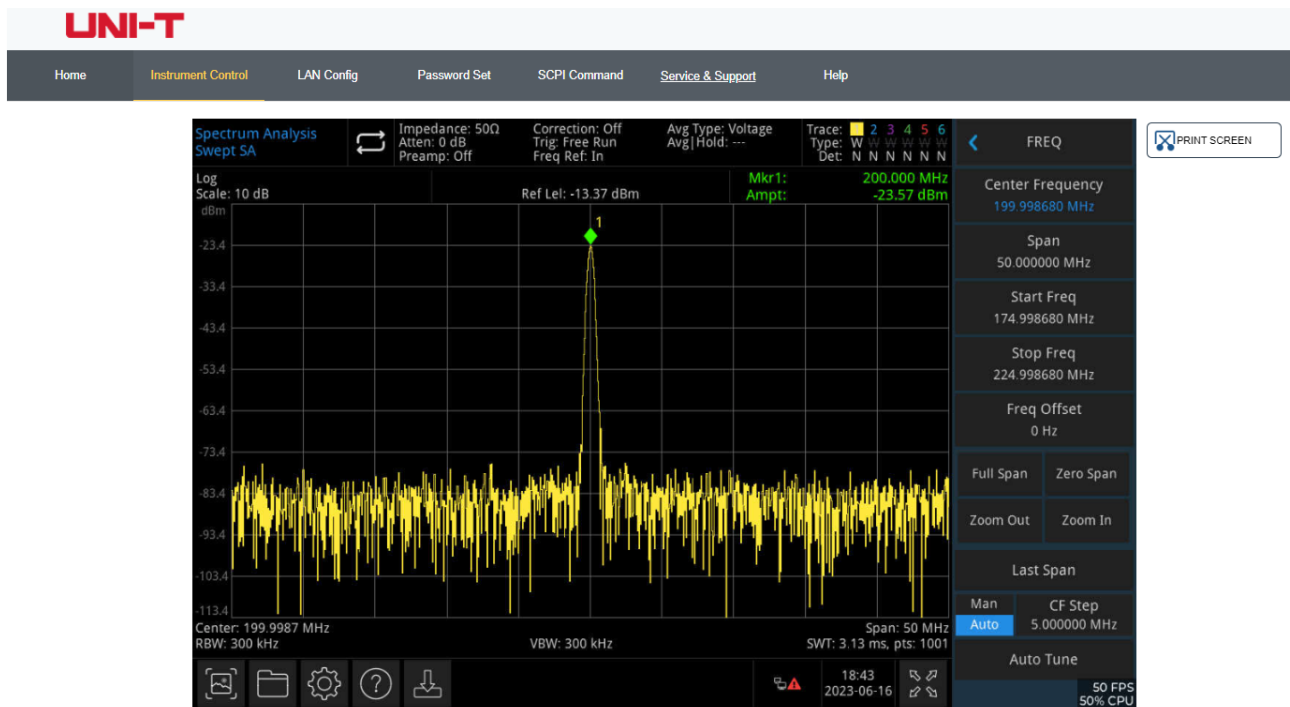 UNI-T
Home Instrument Control LAN Config Password Set SCPI Command Service & Support Help
Spectrum Analysis
Swept SA
Impedance: 50Ω
Atten: 0 dB
Preamp: Off
Correction: Off
Trig: Free Run
Freq Ref: In
Avg Type: Voltage
Avg|Hold: ---
Trace: 2 3 4 5 6
Type: W W W W W W
Det: N N N N N N
FREQ
PRINT SCREEN
Log
Scale: 10 dB
Ref Lel: -13.37 dBm
Mkr1: 200.000 MHz
Ampt: -23.57 dBm
dBm
1
-23.4
-33.4
-43.4
-53.4
-63.4
-73.4
-83.4
-93.4
-103.4
-113.4
Center: 199.9987 MHz
Span: 50 MHz
RBW: 300 kHz
VBW: 300 kHz
SWT: 3.13 ms, pts: 1001
Center Frequency
199.998680 MHz
Span
50.000000 MHz
Start Freq
174.998680 MHz
Stop Freq
224.998680 MHz
Freq Offset
0 Hz
Full Span Zero Span
Zoom Out Zoom In
Last Span
Man
Auto
CF Step
5.000000 MHz
Auto Tune
?
18:43
2023-06-16
50 FPS
50% CPU